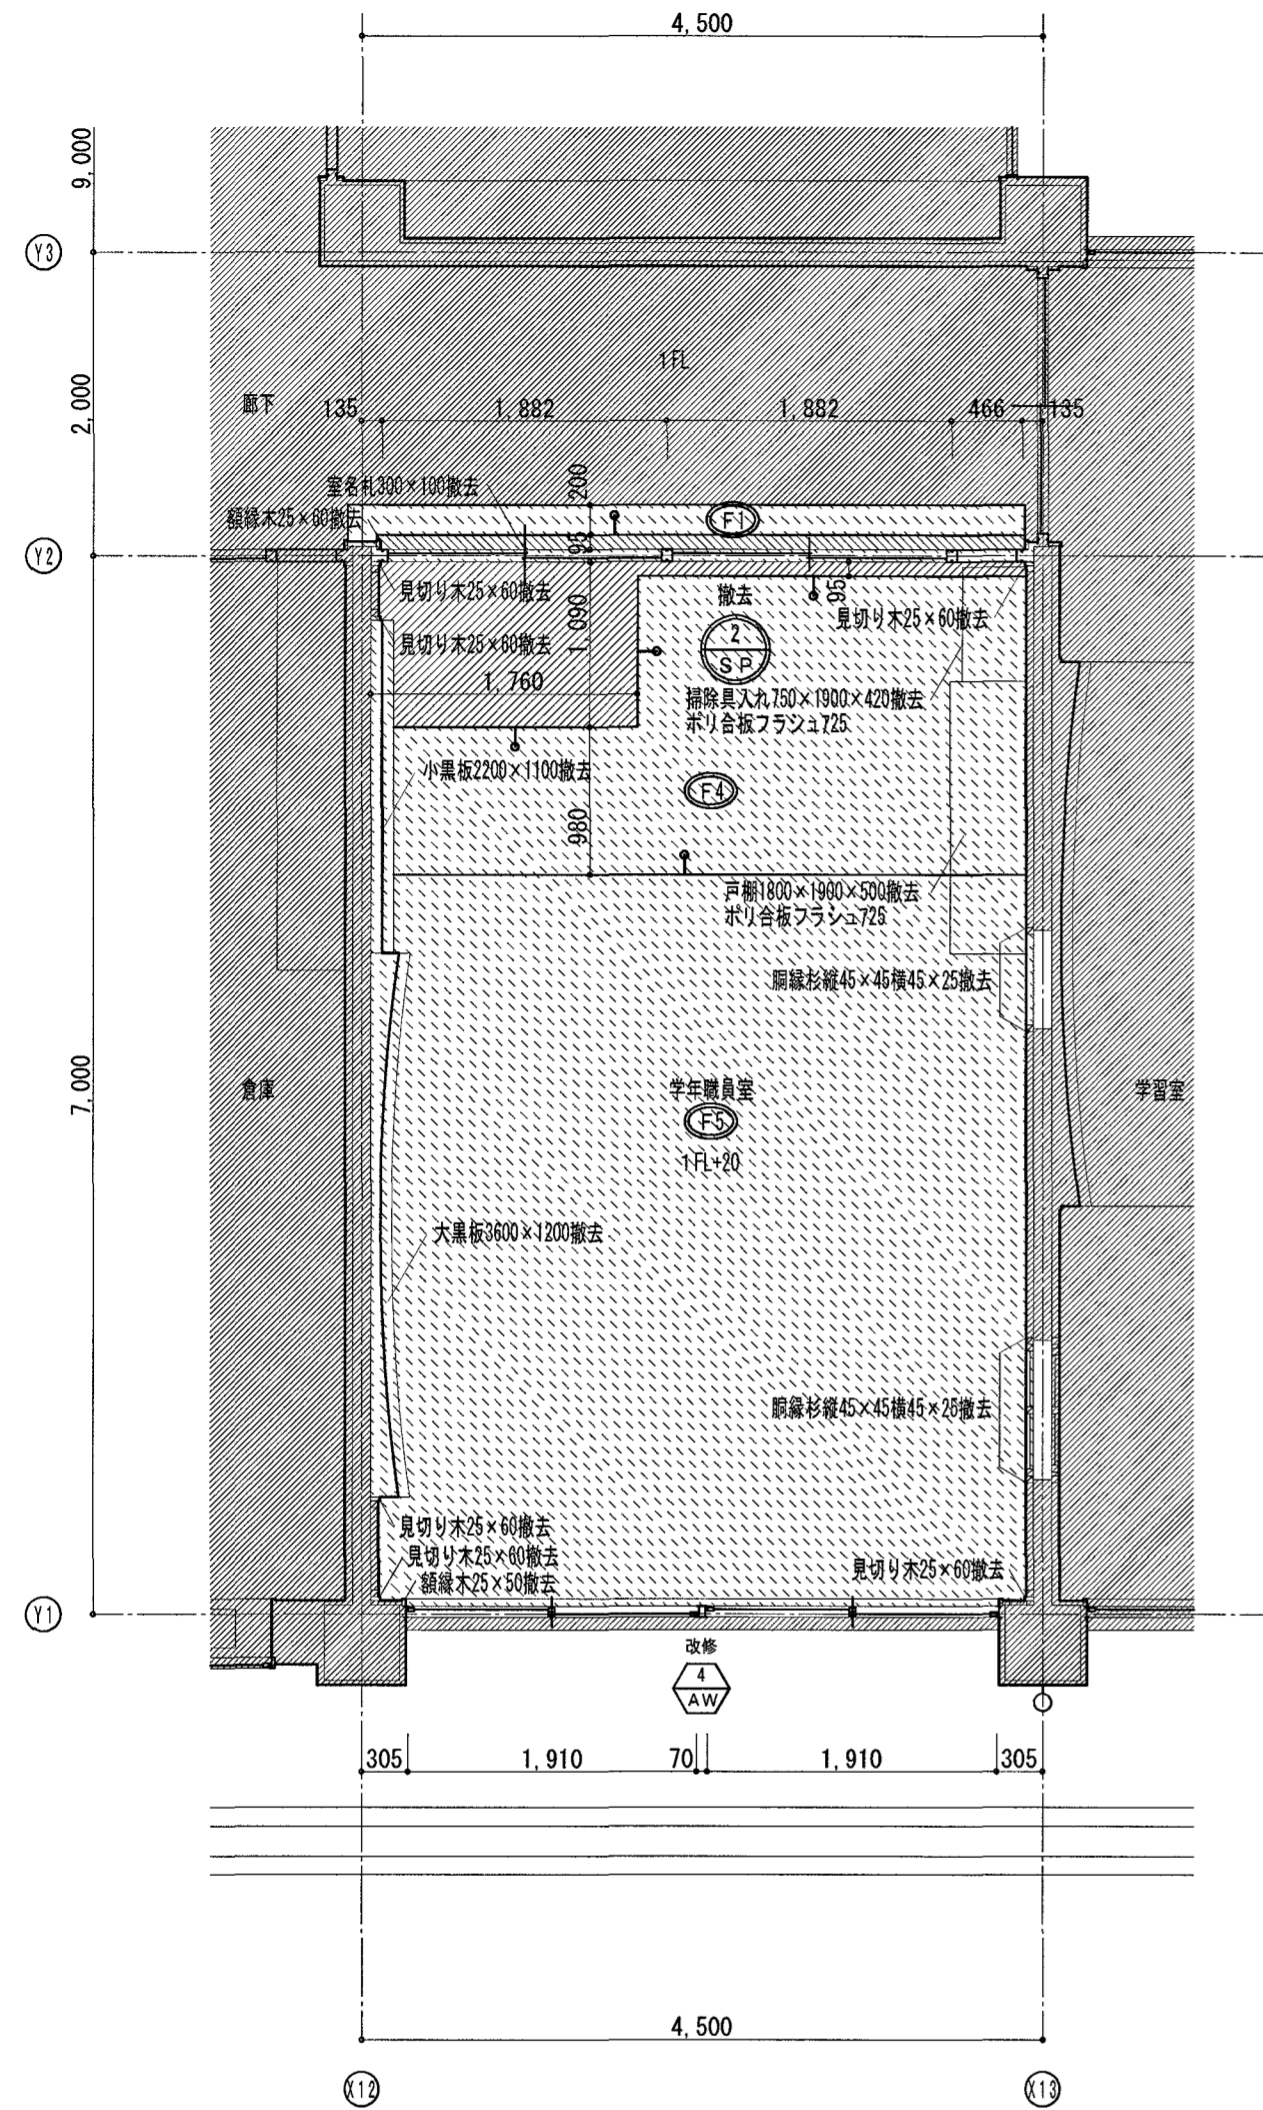 4,500
9,000
Y3
2,000
1FL
廊下
135
1,882
1,882
466
135
200
室名札300×100撤去
額縁木25×60撤去
F1
95
Y2
見切り木25×60撤去
撤去
95
1,090
見切り木25×60撤去
見切り木25×60撤去
2
SP
1,760
掃除具入れ750×1900×420撤去
ポリ合板フラシュ725
小黒板2200×1100撤去
F4
980
戸棚1800×1900×500撤去
ポリ合板フラシュ725
胴縁杉縦45×45横45×25撤去
7,000
倉庫
学年職員室
学習室
F5
1FL+20
大黒板3600×1200撤去
胴縁杉縦45×45横45×25撤去
見切り木25×60撤去
見切り木25×60撤去
見切り木25×60撤去
額縁木25×50撤去
Y1
改修
4
AW
305
1,910
70
1,910
305
4,500
X12
X13